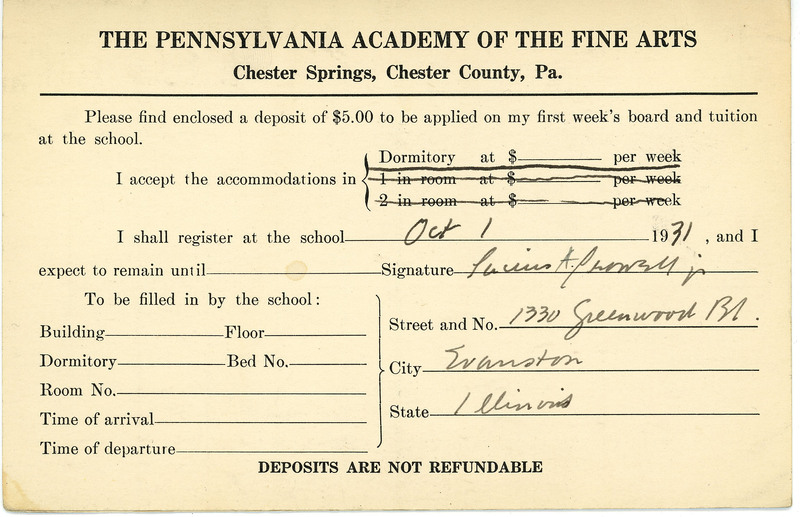 THE PENNSYLVANIA ACADEMY OF THE FINE ARTS
Chester Springs, Chester County, Pa.
Please find enclosed a deposit of $5.00 to be applied on my first week's board and tuition
at the school.
I accept the accommodations in
Dormitory at $ per week
1 in room at $ per week
2 in room at $ per week
I shall register at the school Oct 1 1931, and I
expect to remain until Signature A. Crowell jr
To be filled in by the school:
Building Floor
Dormitory Bed No.
Room No.
Time of arrival
Time of departure
Street and No. 1330 Greenwood Bl.
City Evanston
State Illinois
DEPOSITS ARE NOT REFUNDABLE